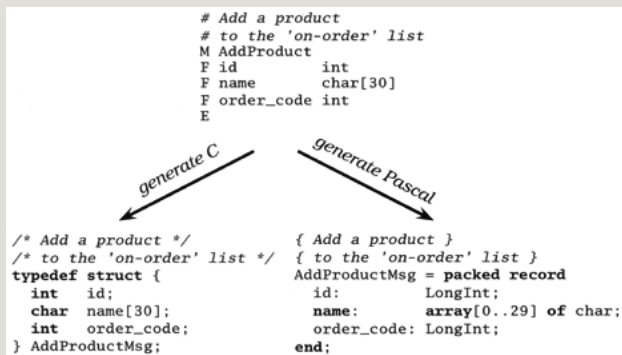 # Add a product
# to the 'on-order' list
M AddProduct
F id         int
F name       char[30]
F order_code int
E
generate C
generate Pascal
/* Add a product */
/* to the 'on-order' list */
typedef struct {
  int   id;
  char  name[30];
  int   order_code;
} AddProductMsg;
{ Add a product }
{ to the 'on-order' list }
AddProductMsg = packed record
  id:         LongInt;
  name:       array[0..29] of char;
  order_code: LongInt;
end;